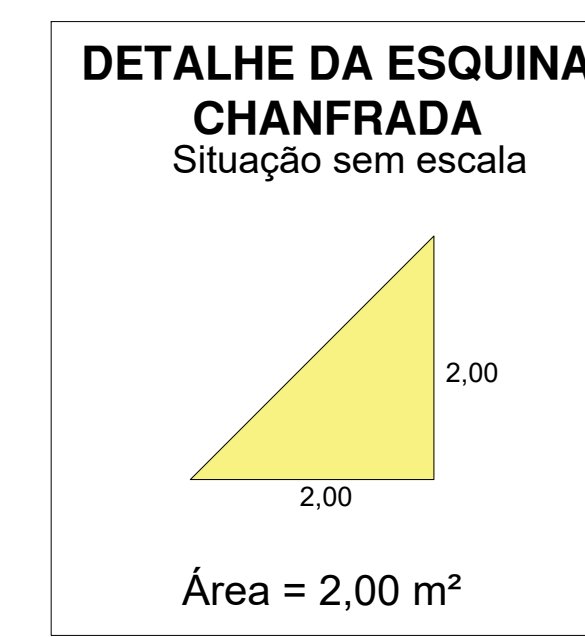 DETALHE DA ESQUINA
CHANFRADA
Situação sem escala
2,00
2,00
Área = 2,00 m²